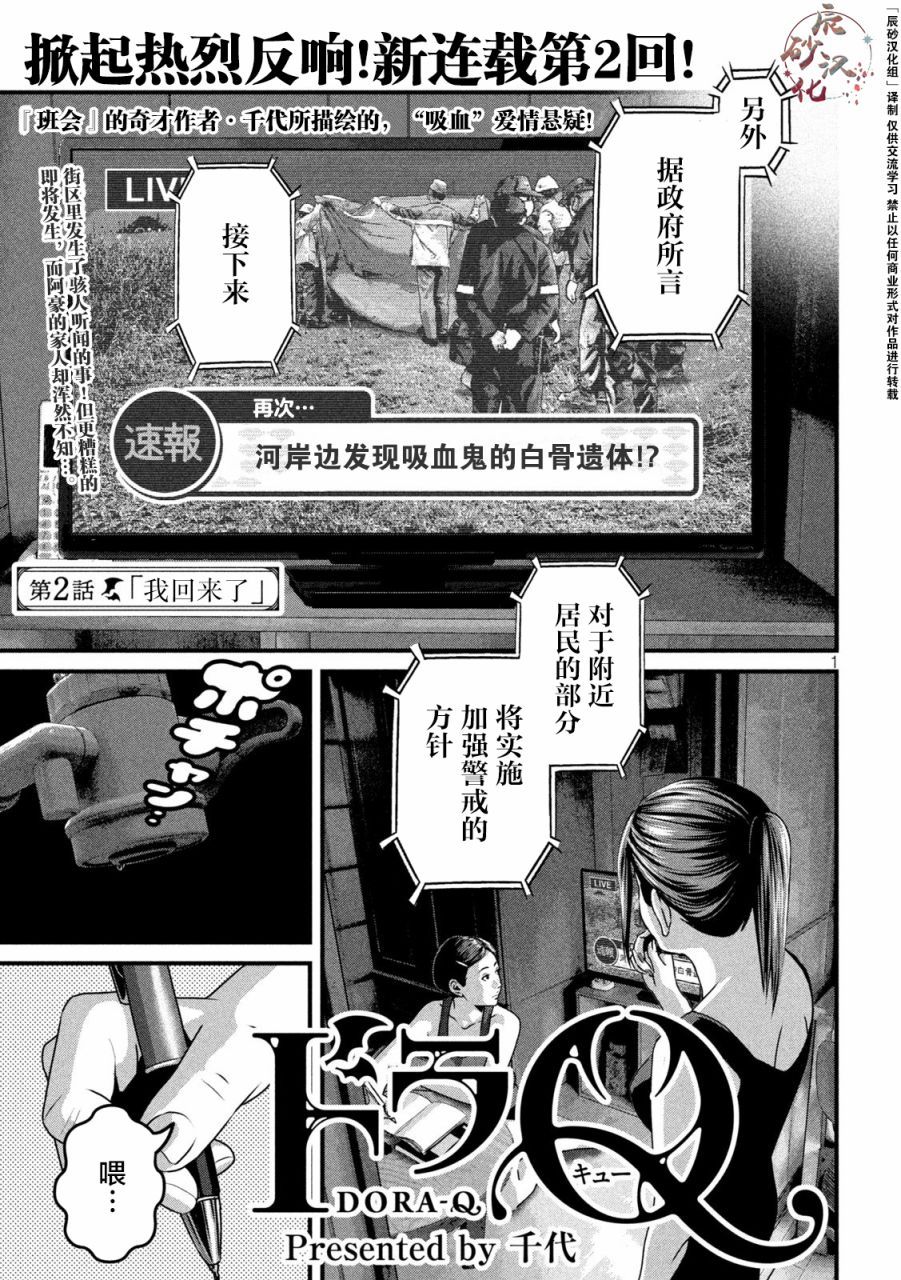 掀起热烈反响!新连载第2回!
『班会』的奇才作者·千代所描绘的，“吸血”爱情悬疑!
辰砂汉化
「辰砂汉化组」译制 仅供交流学习 禁止以任何商业形式对作品进行转载
另外
据政府所言
接下来
LIVE
街区里发生了骇人听闻的事！但更糟糕的
即将发生，而阿豪的家人却浑然不知…。
再次…
速報
河岸边发现吸血鬼的白骨遗体!?
第2話「我回来了」
1
对于附近
居民的部分
将实施
加强警戒的
方针
ポチャン…
LIVE
速報
白骨
喂…
ドラQ
キュー
DORA-Q
Presented by 千代